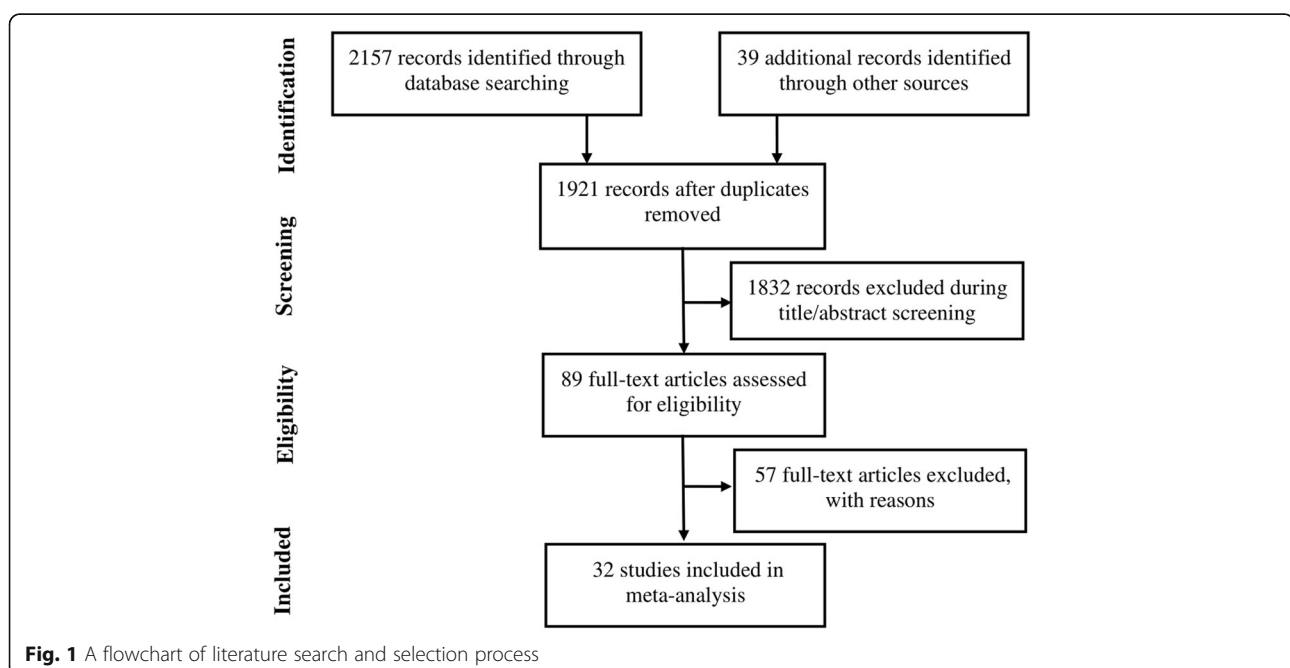 Identification
2157 records identified through
database searching
39 additional records identified
through other sources
1921 records after duplicates
removed
Screening
1832 records excluded during
title/abstract screening
Eligibility
89 full-text articles assessed
for eligibility
57 full-text articles excluded,
with reasons
Included
32 studies included in
meta-analysis
Fig. 1 A flowchart of literature search and selection process